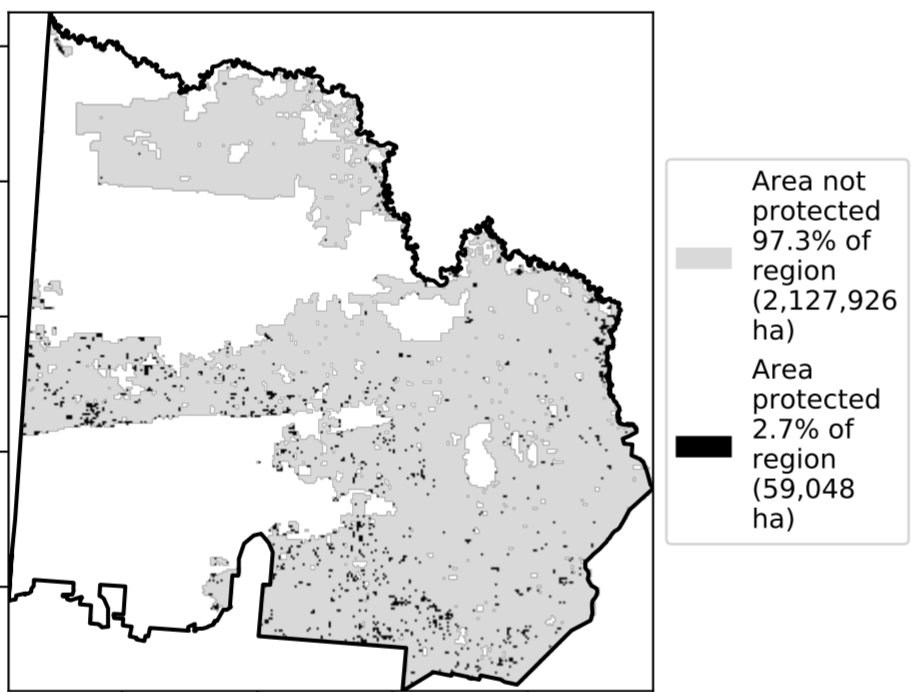 Area not
protected
97.3% of
region
(2,127,926
ha)
Area
protected
2.7% of
region
(59,048
ha)